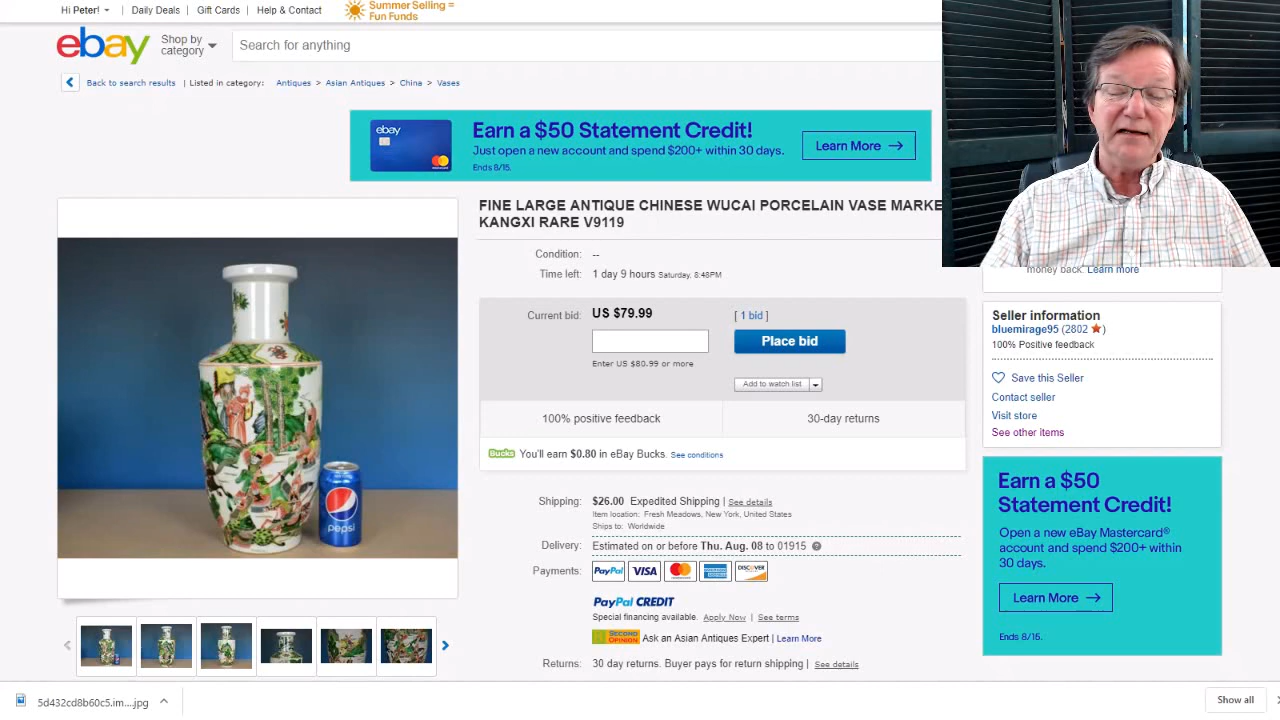 Hi Peter!
Daily Deals
Gift Cards
Help & Contact
Summer Selling =
Fun Funds
ebay
Shop by
category
Search for anything
Back to search results
Listed in category:
Antiques > Asian Antiques > China > Vases
ebay
Earn a $50 Statement Credit!
Just open a new account and spend $200+ within 30 days.
Ends 8/15.
Learn More
FINE LARGE ANTIQUE CHINESE WUCAI PORCELAIN VASE MARKE
KANGXI RARE V9119
Condition: --
Time left: 1 day 9 hours Saturday, 8:48PM
Current bid: US $79.99 [ 1 bid ]
Place bid
Enter US $80.99 or more
Add to watch list
100% positive feedback
30-day returns
Bucks You'll earn $0.80 in eBay Bucks. See conditions
Shipping: $26.00 Expedited Shipping | See details
Item location: Fresh Meadows, New York, United States
Ships to: Worldwide
Delivery: Estimated on or before Thu. Aug. 08 to 01915
Payments: PayPal VISA MasterCard DISCOVER
PayPal CREDIT
Special financing available. Apply Now | See terms
SECOND OPINION Ask an Asian Antiques Expert | Learn More
Returns: 30 day returns. Buyer pays for return shipping | See details
money back. Learn more
Seller information
bluemirage95 (2802 ★)
100% Positive feedback
Save this Seller
Contact seller
Visit store
See other items
Earn a $50
Statement Credit!
Open a new eBay Mastercard®
account and spend $200+ within
30 days.
Learn More
Ends 8/15.
pepsi
5d432cd8b60c5.im....jpg
Show all